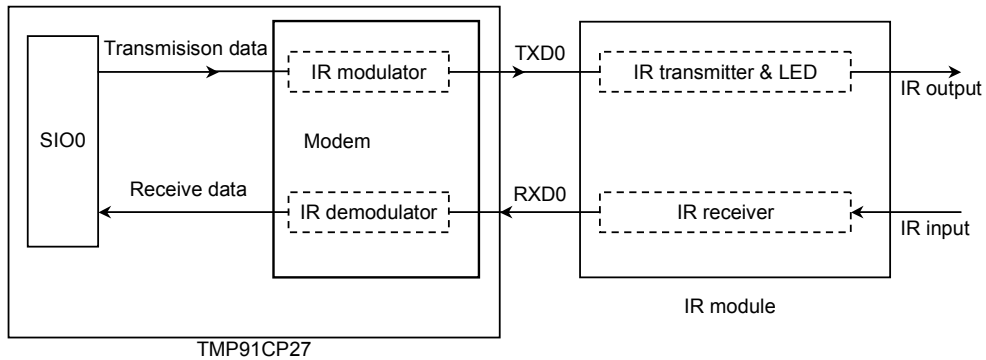 Transmisison data
TXD0
IR modulator
IR transmitter & LED
IR output
SIO0
Modem
Receive data
RXD0
IR demodulator
IR receiver
IR input
IR module
TMP91CP27